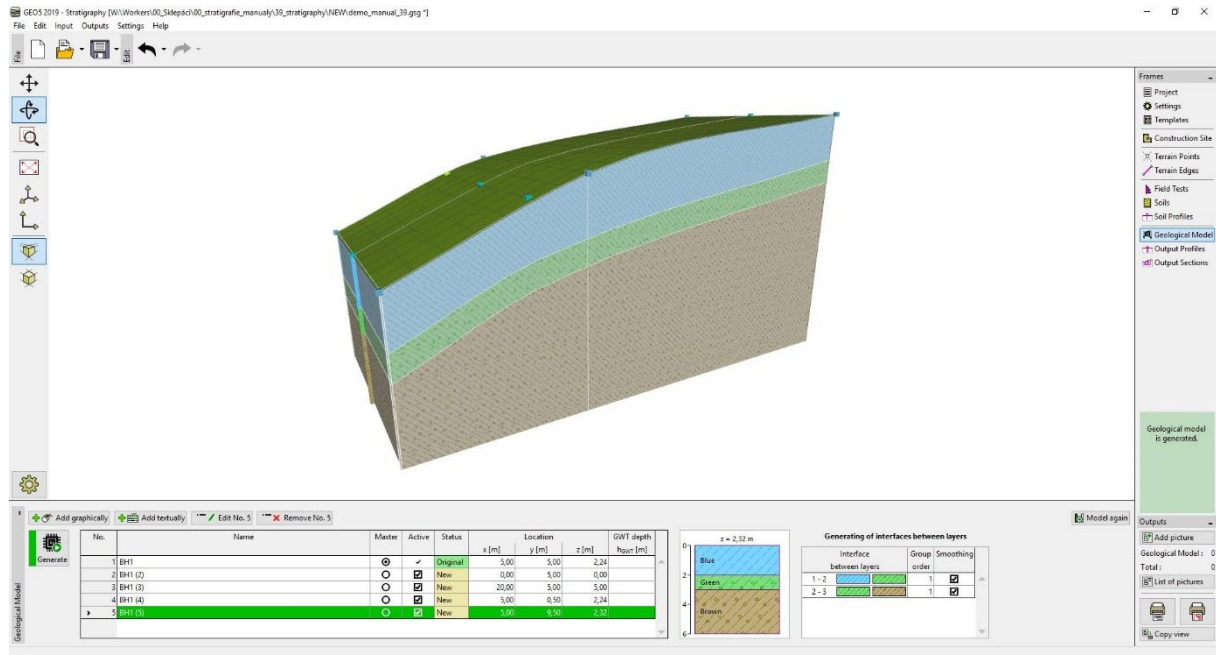 GEO5 2019 - Stratigraphy [W:\Workers\00_Sklepáci\00_stratigrafie_manualy\39_stratigraphy\NEW\demo_manual_39.gsg *]
File Edit Input Outputs Settings Help
File
Edit
Frames
Project
Settings
Templates
Construction Site
Terrain Points
Terrain Edges
Field Tests
Soils
Soil Profiles
Geological Model
Output Profiles
Output Sections
Geological model
is generated.
Add graphically Add textually Edit No. 5 Remove No. 5 Model again
Generate
Geological Model
No. Name Master Active Status Location GWT depth
x [m] y [m] z [m] hGWT [m]
1 BH1 Original 5,00 5,00 2,24
2 BH1 (2) New 0,00 5,00 0,00
3 BH1 (3) New 20,00 5,00 5,00
4 BH1 (4) New 5,00 0,50 2,24
5 BH1 (5) New 5,00 9,50 2,32
z = 2,32 m
0
Blue
2
Green
4
Brown
6
Generating of interfaces between layers
Interface Group Smoothing
between layers order
1 - 2 1
2 - 3 1
Outputs
Add picture
Geological Model : 0
Total : 0
List of pictures
Copy view